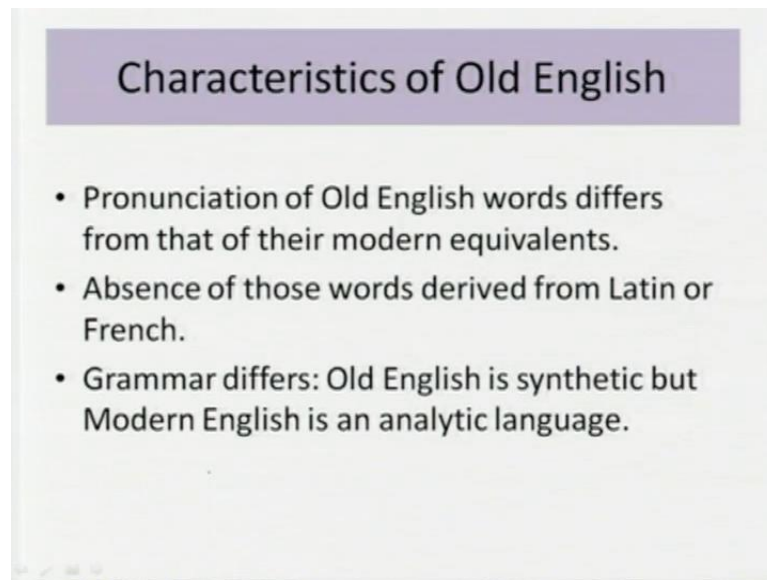 Characteristics of Old English
• Pronunciation of Old English words differs
from that of their modern equivalents.
• Absence of those words derived from Latin or
French.
• Grammar differs: Old English is synthetic but
Modern English is an analytic language.